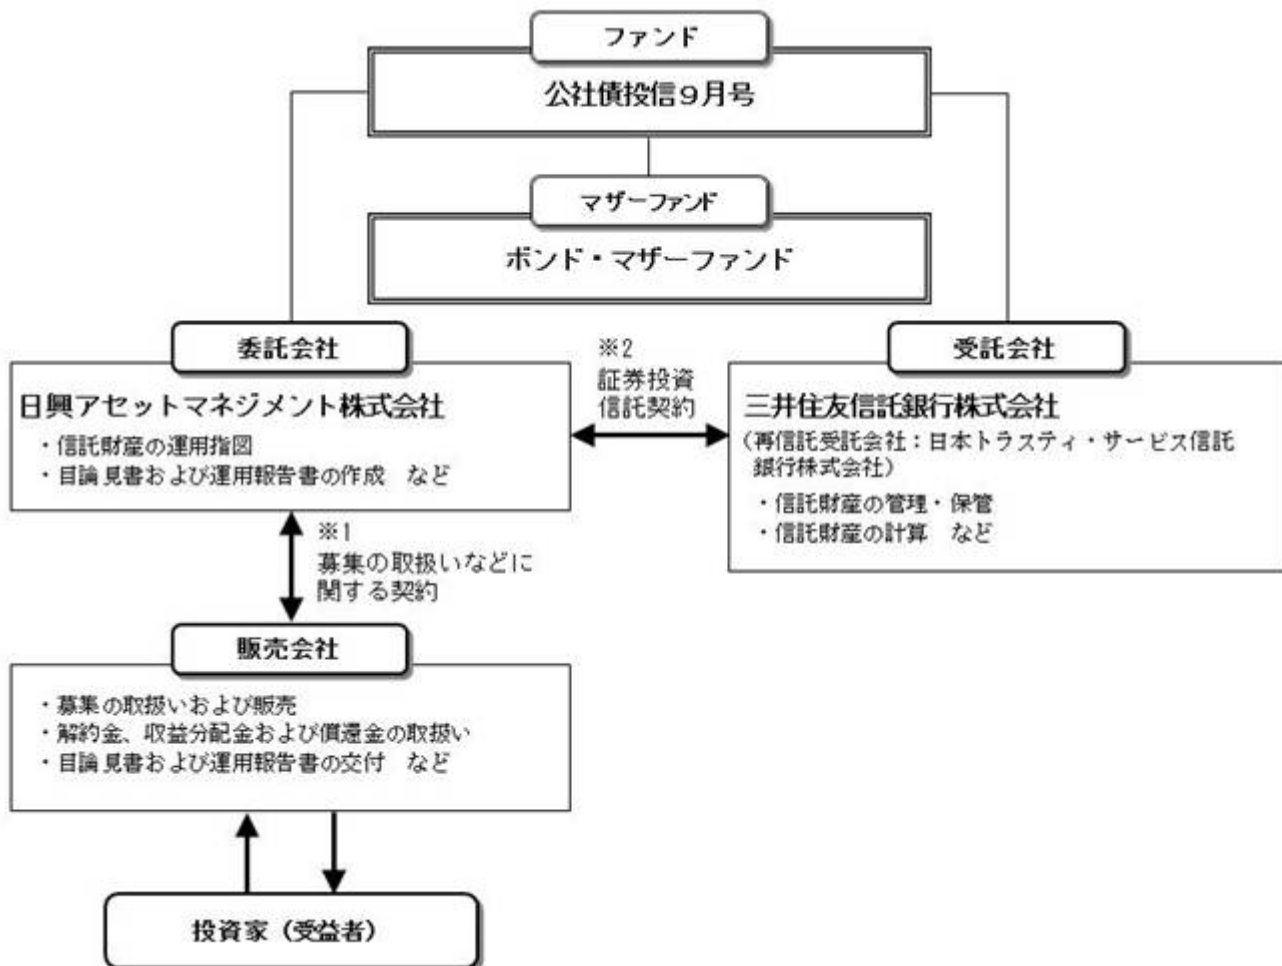 ファンド
公社債投信9月号
マザーファンド
ボンド・マザーファンド
委託会社
日興アセットマネジメント株式会社
・信託財産の運用指図
・目論見書および運用報告書の作成　など
※2
証券投資
信託契約
受託会社
三井住友信託銀行株式会社
(再信託受託会社:日本トラスティ・サービス信託
銀行株式会社)
・信託財産の管理・保管
・信託財産の計算　など
※1
募集の取扱いなどに
関する契約
販売会社
・募集の取扱いおよび販売
・解約金、収益分配金および償還金の取扱い
・目論見書および運用報告書の交付　など
投資家(受益者)